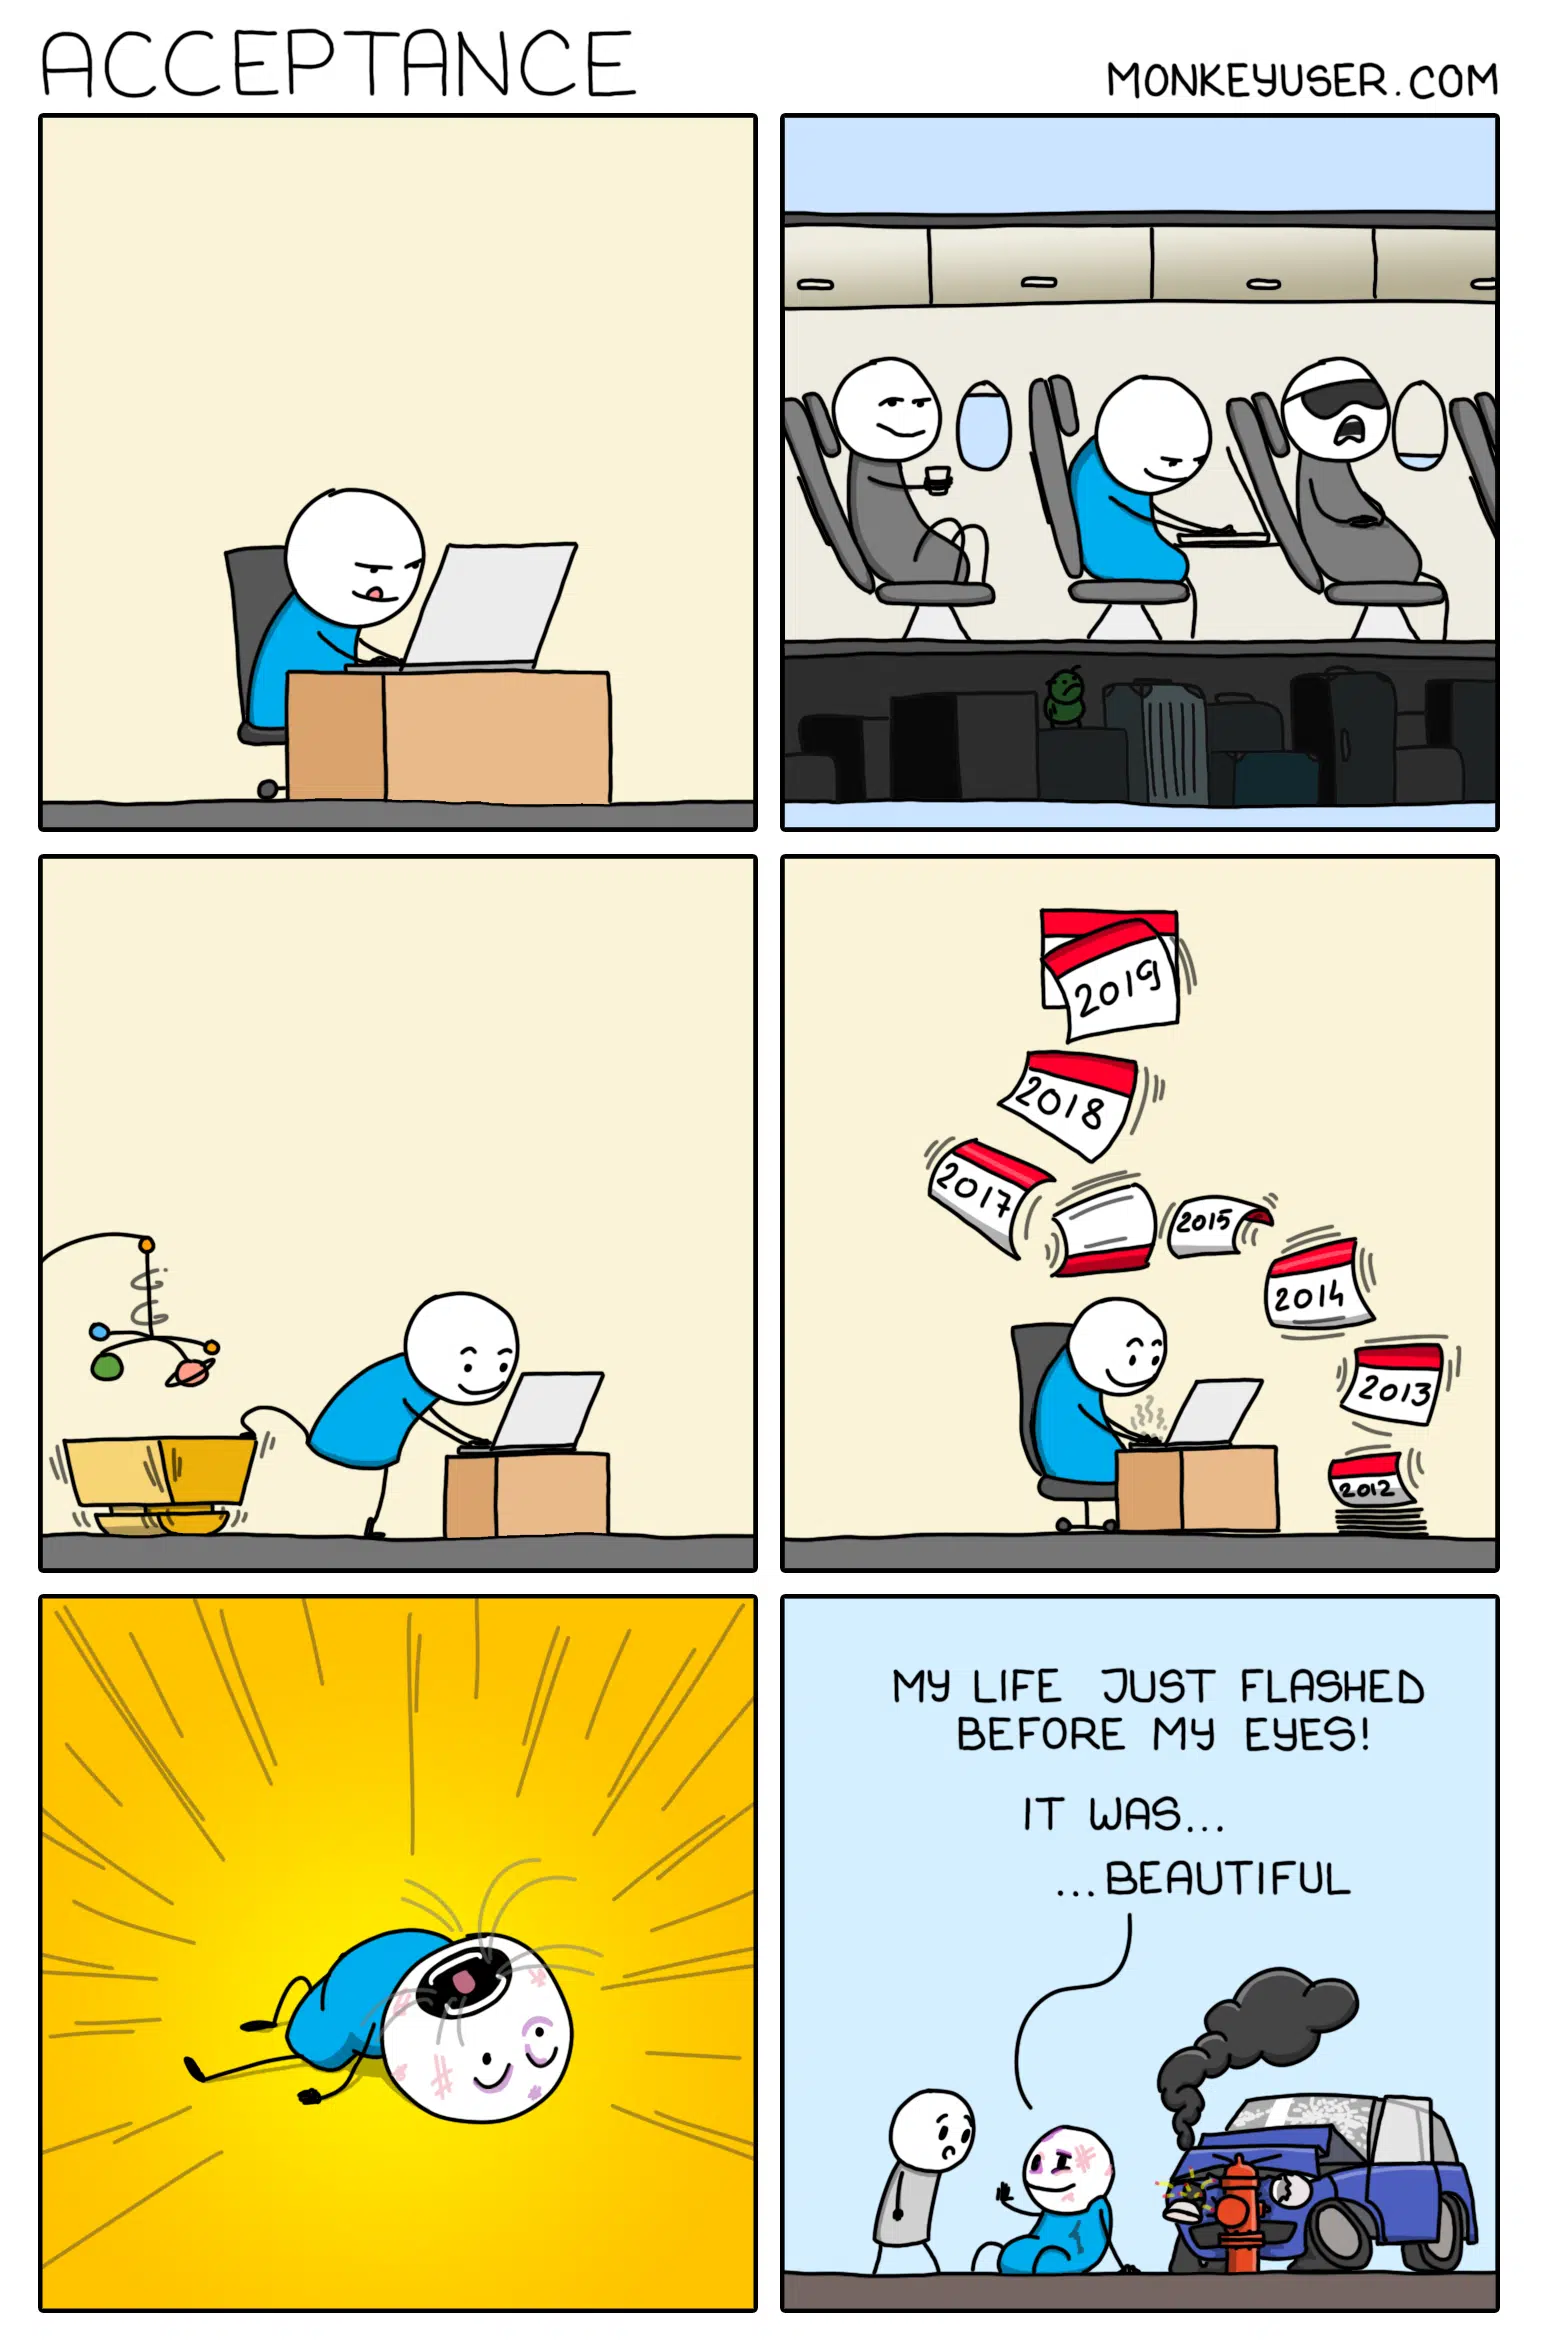 ACCEPTANCE
MONKEYUSER.COM
2019
2018
2017
2015
2014
2013
2012
MY LIFE JUST FLASHED
BEFORE MY EYES!
IT WAS...
...BEAUTIFUL